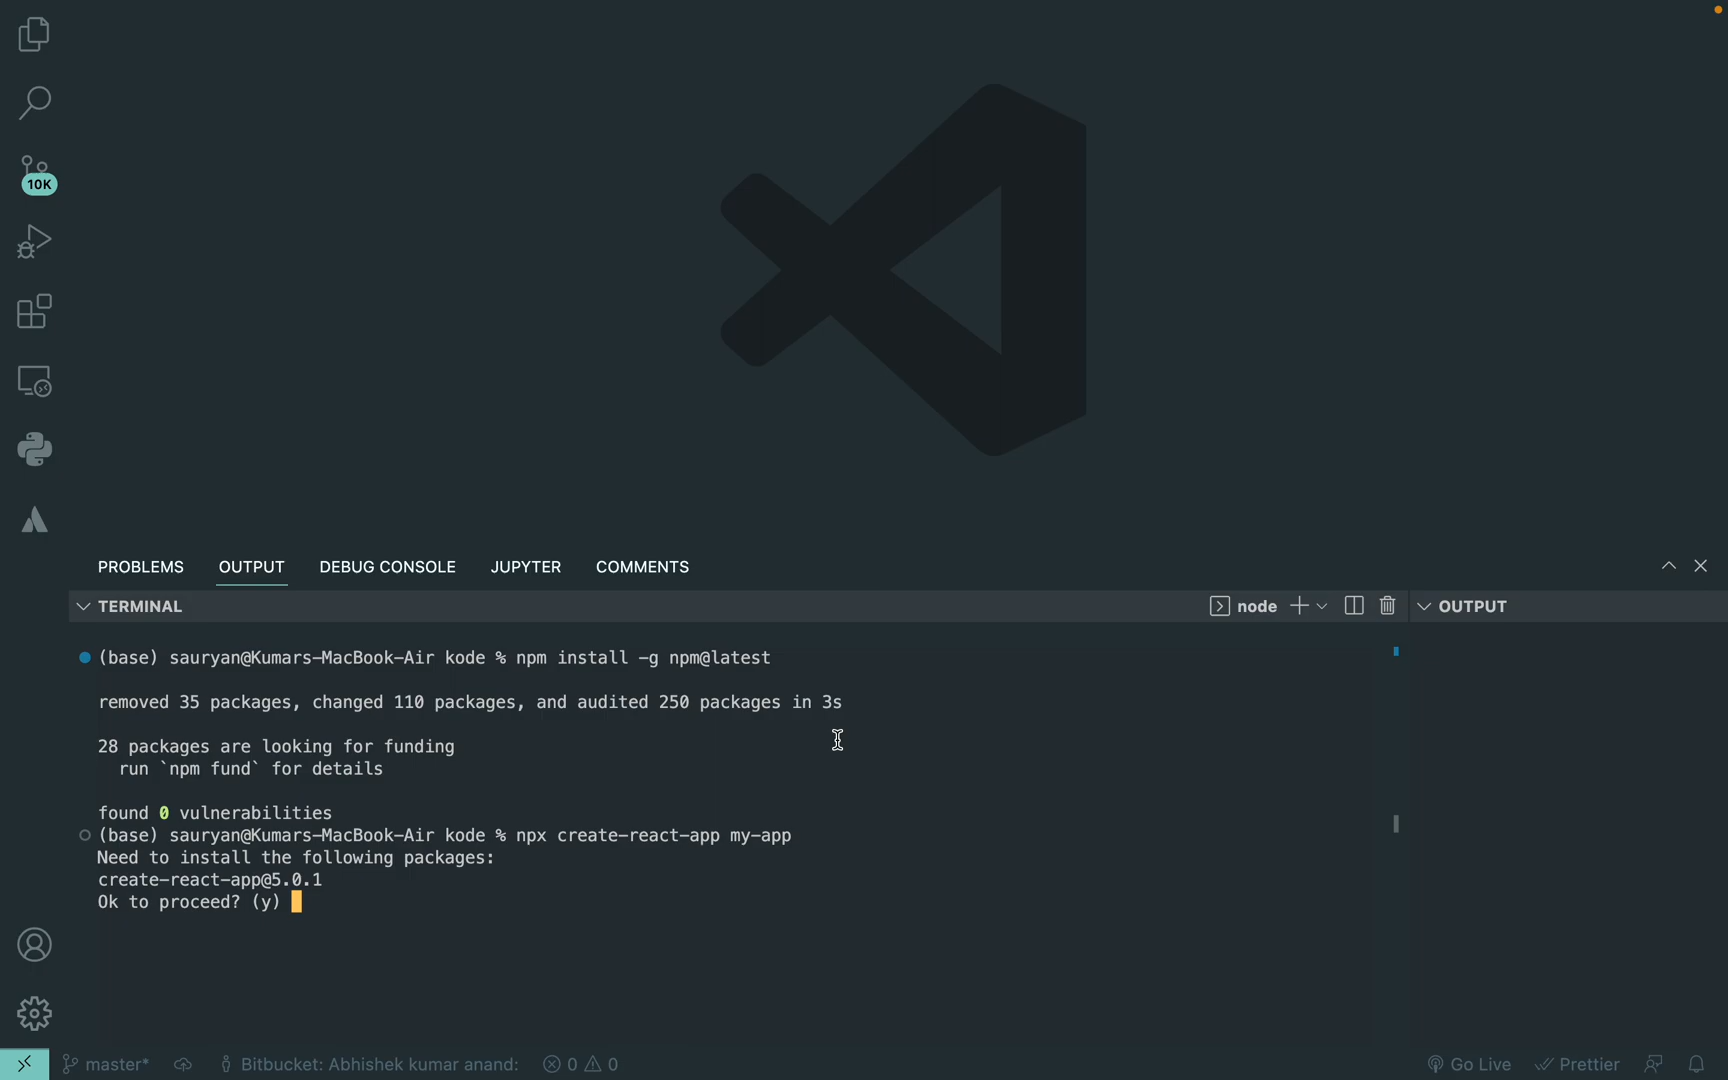 10K
PROBLEMS OUTPUT DEBUG CONSOLE JUPYTER COMMENTS
TERMINAL
node
OUTPUT
(base) sauryan@Kumars-MacBook-Air kode % npm install -g npm@latest
removed 35 packages, changed 110 packages, and audited 250 packages in 3s
28 packages are looking for funding
run `npm fund` for details
found 0 vulnerabilities
(base) sauryan@Kumars-MacBook-Air kode % npx create-react-app my-app
Need to install the following packages:
create-react-app@5.0.1
Ok to proceed? (y)
master* Bitbucket: Abhishek kumar anand: 0 0 Go Live Prettier